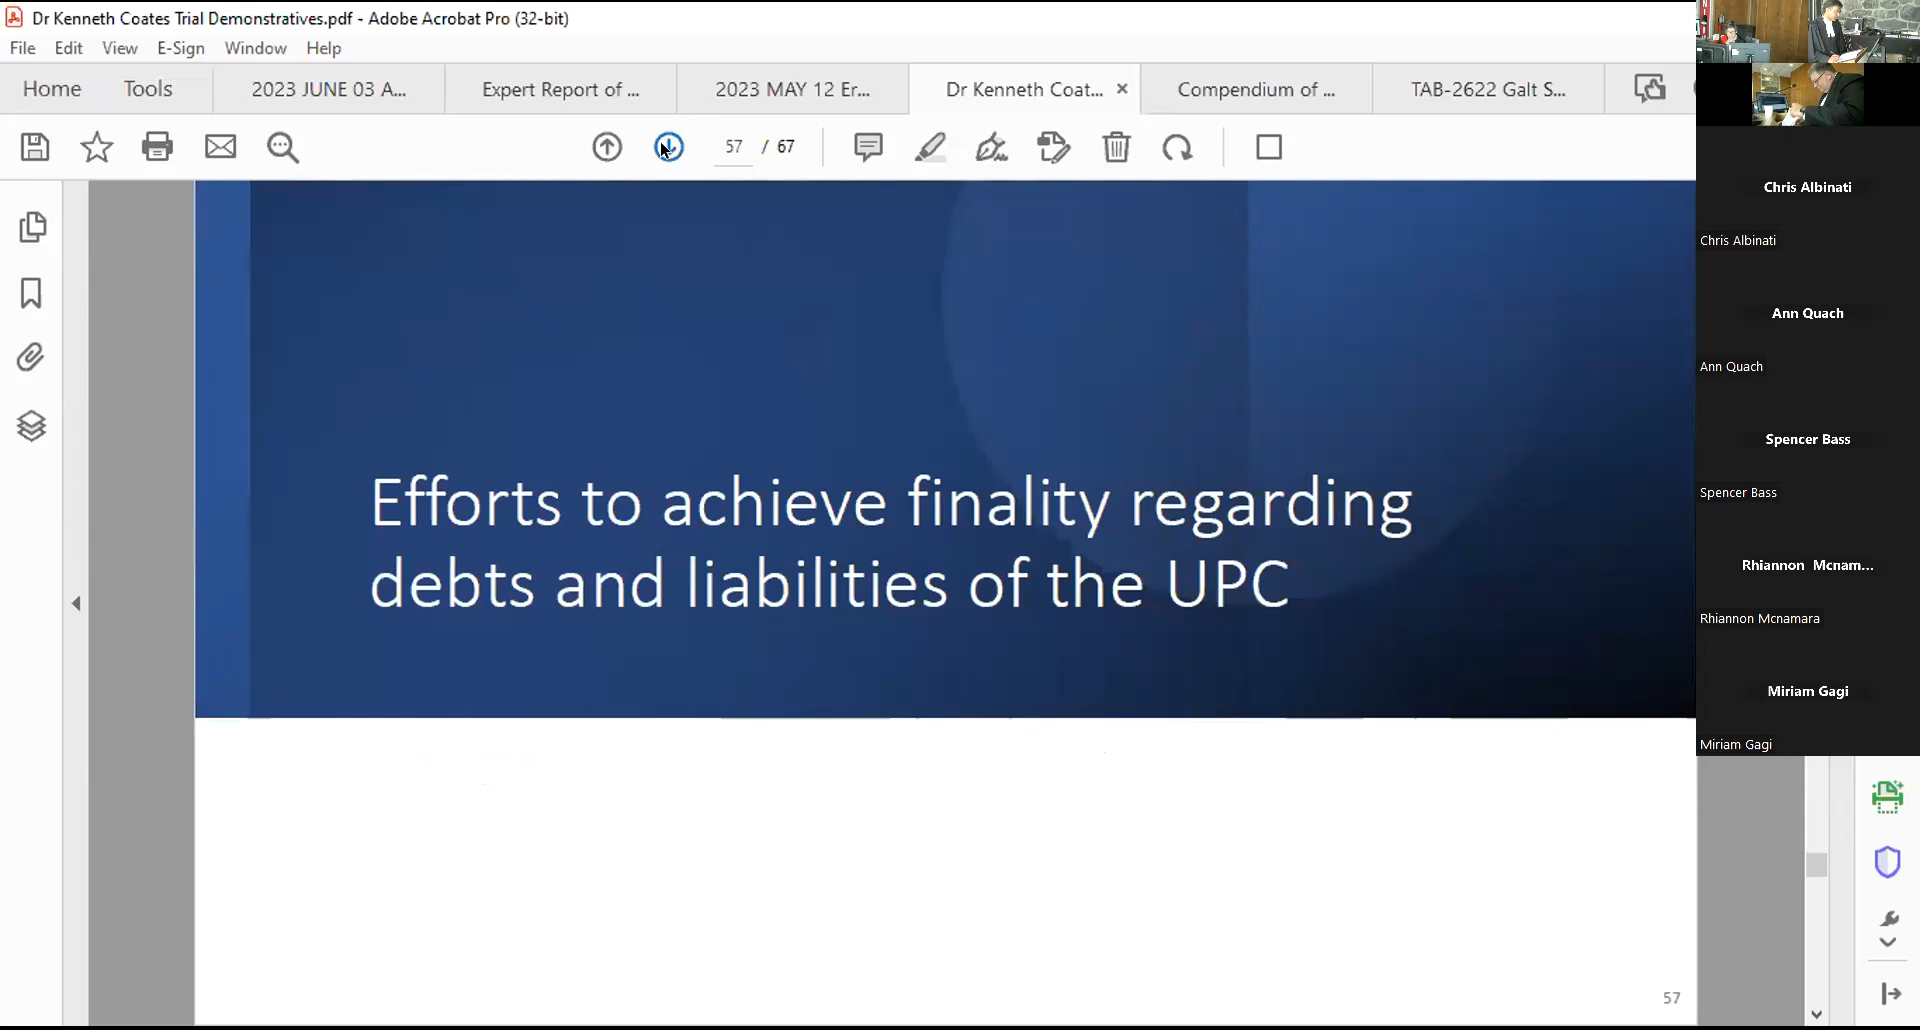 Dr Kenneth Coates Trial Demonstratives.pdf - Adobe Acrobat Pro (32-bit)
File Edit View E-Sign Window Help
Home Tools 2023 JUNE 03 A... Expert Report of ... 2023 MAY 12 Er... Dr Kenneth Coat... × Compendium of ... TAB-2622 Galt S...
57 / 67
Efforts to achieve finality regarding
debts and liabilities of the UPC
57
Chris Albinati
Chris Albinati
Ann Quach
Ann Quach
Spencer Bass
Spencer Bass
Rhiannon Mcnam...
Rhiannon Mcnamara
Miriam Gagi
Miriam Gagi